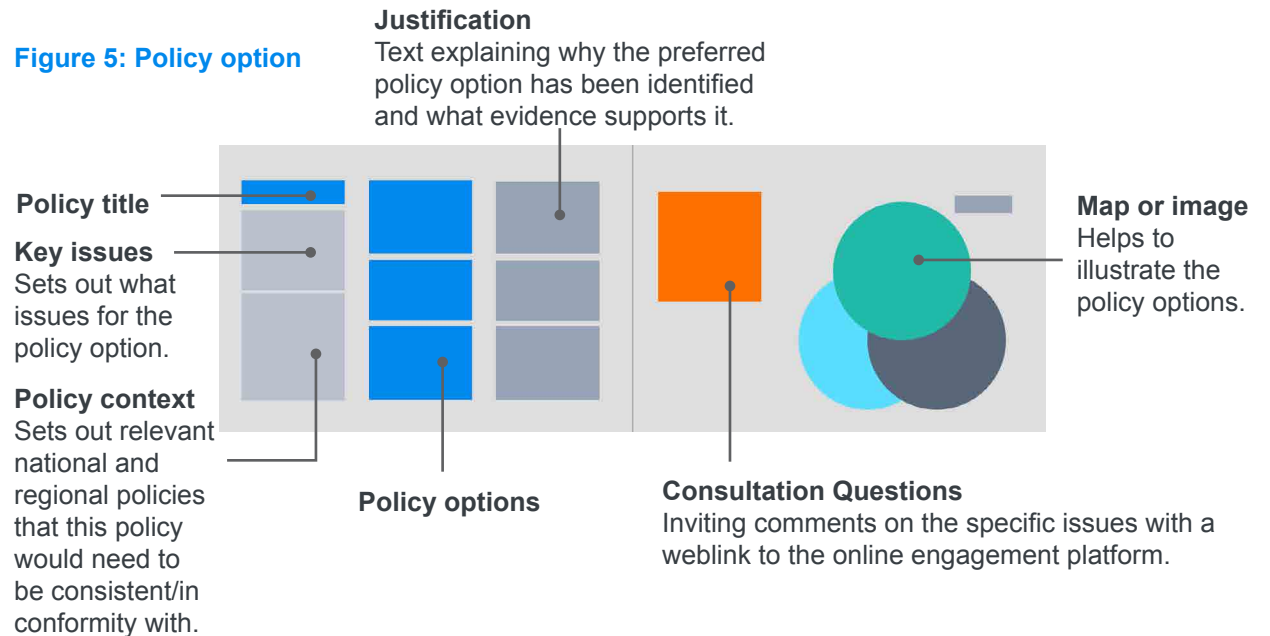 Figure 5: Policy option
Justification
Text explaining why the preferred
policy option has been identified
and what evidence supports it.
Policy title
Key issues
Sets out what
issues for the
policy option.
Policy context
Sets out relevant
national and
regional policies
that this policy
would need to
be consistent/in
conformity with.
Policy options
Consultation Questions
Inviting comments on the specific issues with a
weblink to the online engagement platform.
Map or image
Helps to
illustrate the
policy options.